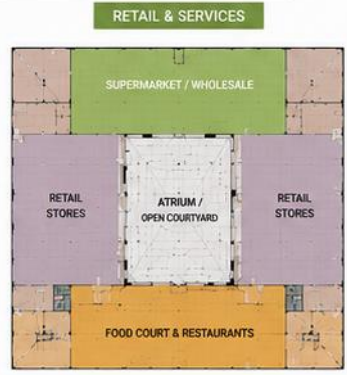 RETAIL & SERVICES
SUPERMARKET / WHOLESALE
RETAIL
STORES
ATRIUM /
OPEN COURTYARD
RETAIL
STORES
FOOD COURT & RESTAURANTS